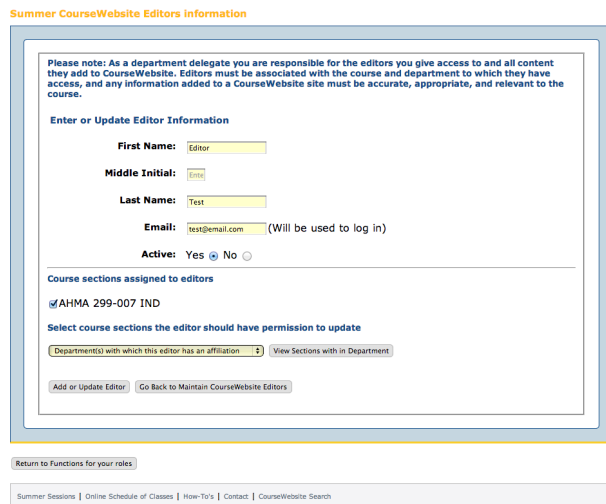 Summer CourseWebsite Editors information
Please note: As a department delegate you are responsible for the editors you give access to and all content
they add to CourseWebsite. Editors must be associated with the course and department to which they have
access, and any information added to a CourseWebsite site must be accurate, appropriate, and relevant to the
course.
Enter or Update Editor Information
First Name: Editor
Middle Initial: Ente
Last Name: Test
Email: test@email.com (Will be used to log in)
Active: Yes No
Course sections assigned to editors
AHMA 299-007 IND
Select course sections the editor should have permission to update
Department(s) with which this editor has an affiliation View Sections with in Department
Add or Update Editor Go Back to Maintain CourseWebsite Editors
Return to Functions for your roles
Summer Sessions | Online Schedule of Classes | How-To's | Contact | CourseWebsite Search